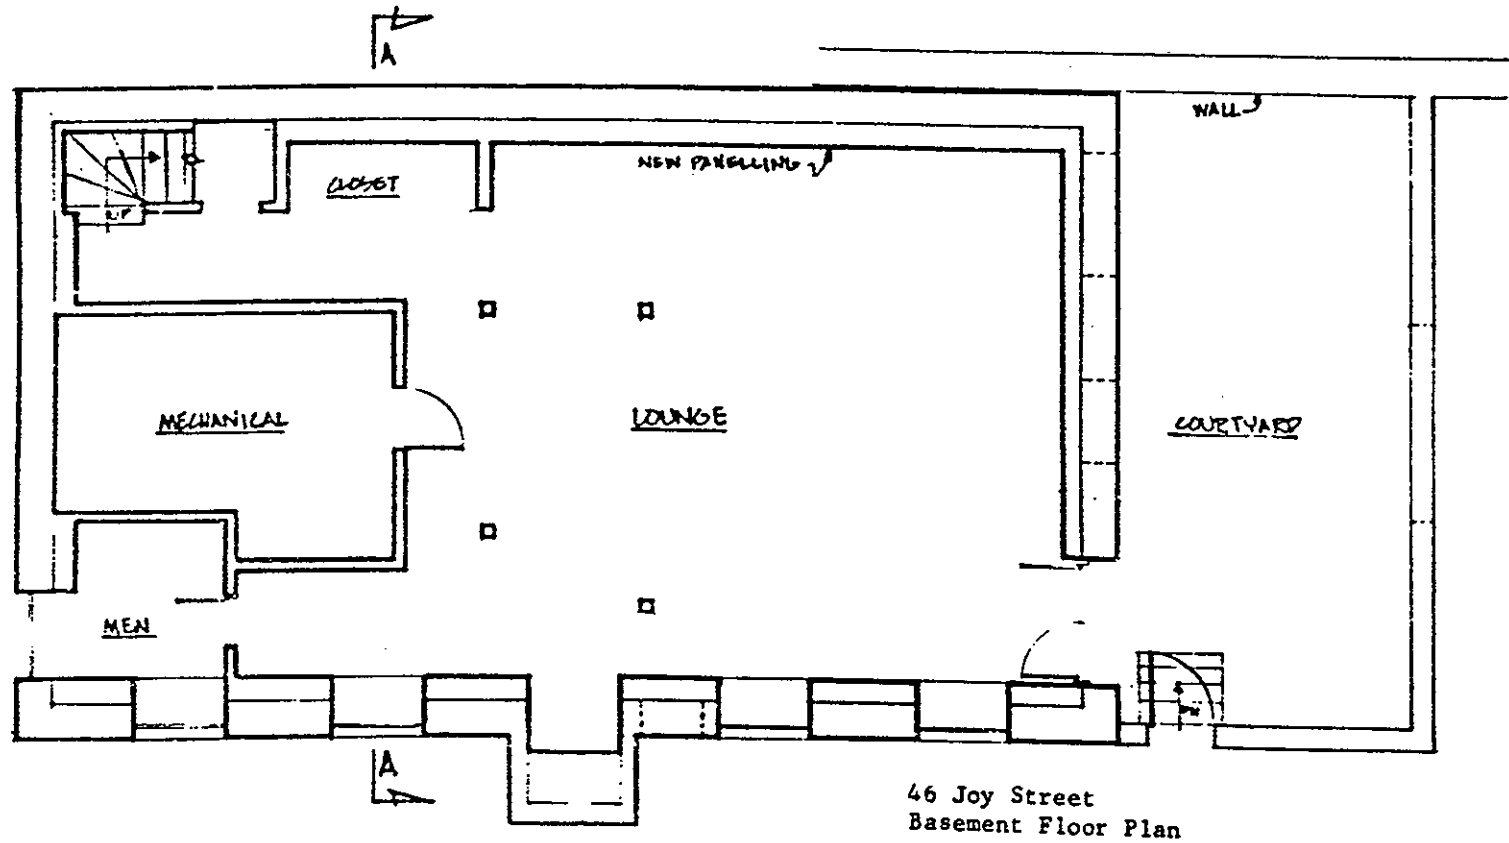 A
WALL
NEW PANELLING
CLOSET
UP
MECHANICAL
LOUNGE
COURTYARD
MEN
A
46 Joy Street
Basement Floor Plan